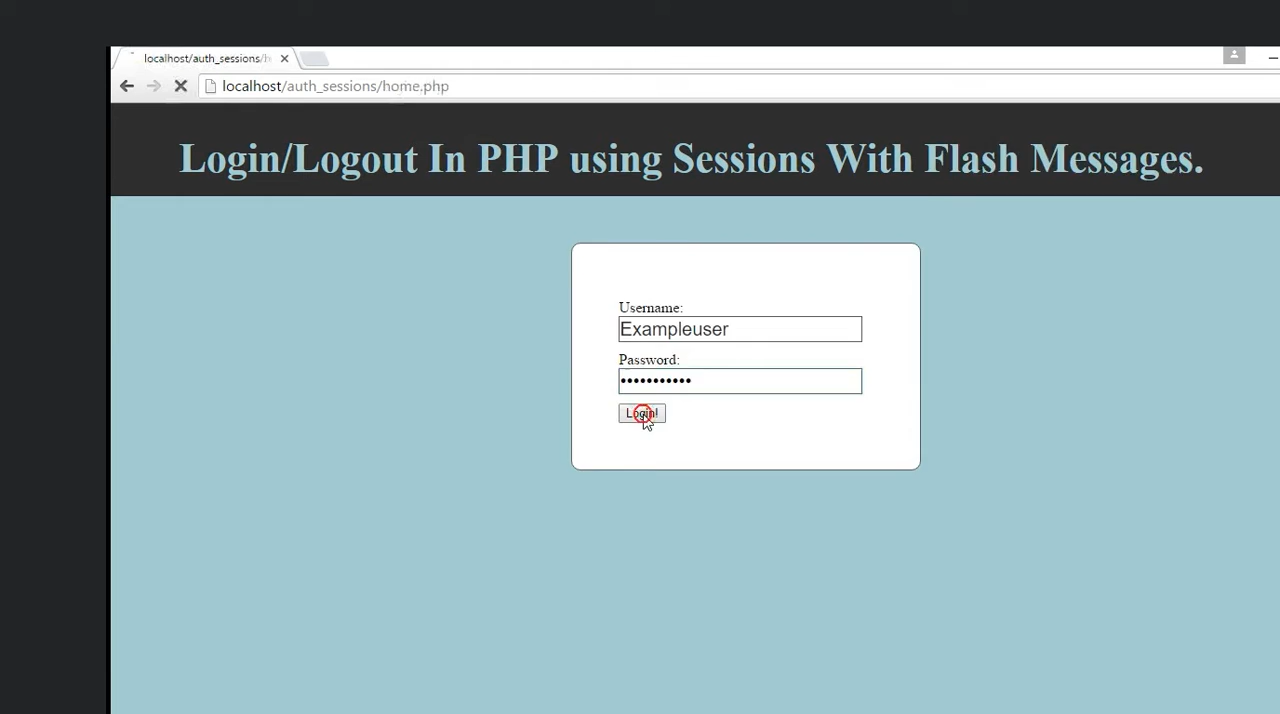 localhost/auth_sessions/h
localhost/auth_sessions/home.php
Login/Logout In PHP using Sessions With Flash Messages.
Username:
Exampleuser
Password:
•••••••••••
Login!